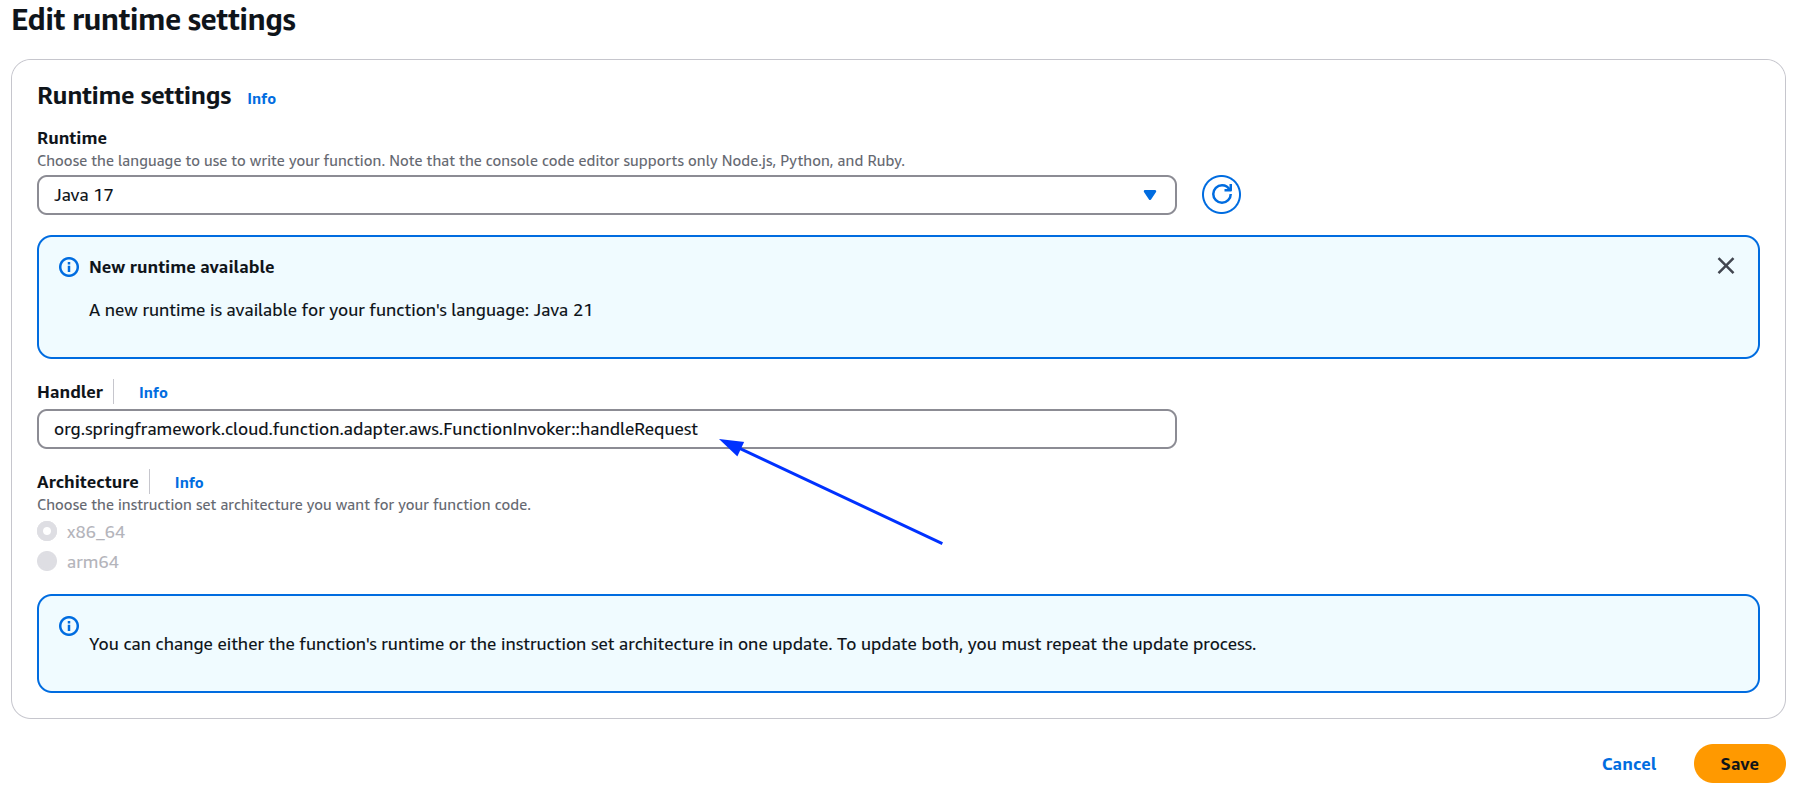 Edit runtime settings
Runtime settings Info
Runtime
Choose the language to use to write your function. Note that the console code editor supports only Node.js, Python, and Ruby.
Java 17
New runtime available
A new runtime is available for your function's language: Java 21
Handler Info
org.springframework.cloud.function.adapter.aws.FunctionInvoker::handleRequest
Architecture Info
Choose the instruction set architecture you want for your function code.
x86_64
arm64
You can change either the function's runtime or the instruction set architecture in one update. To update both, you must repeat the update process.
Cancel Save